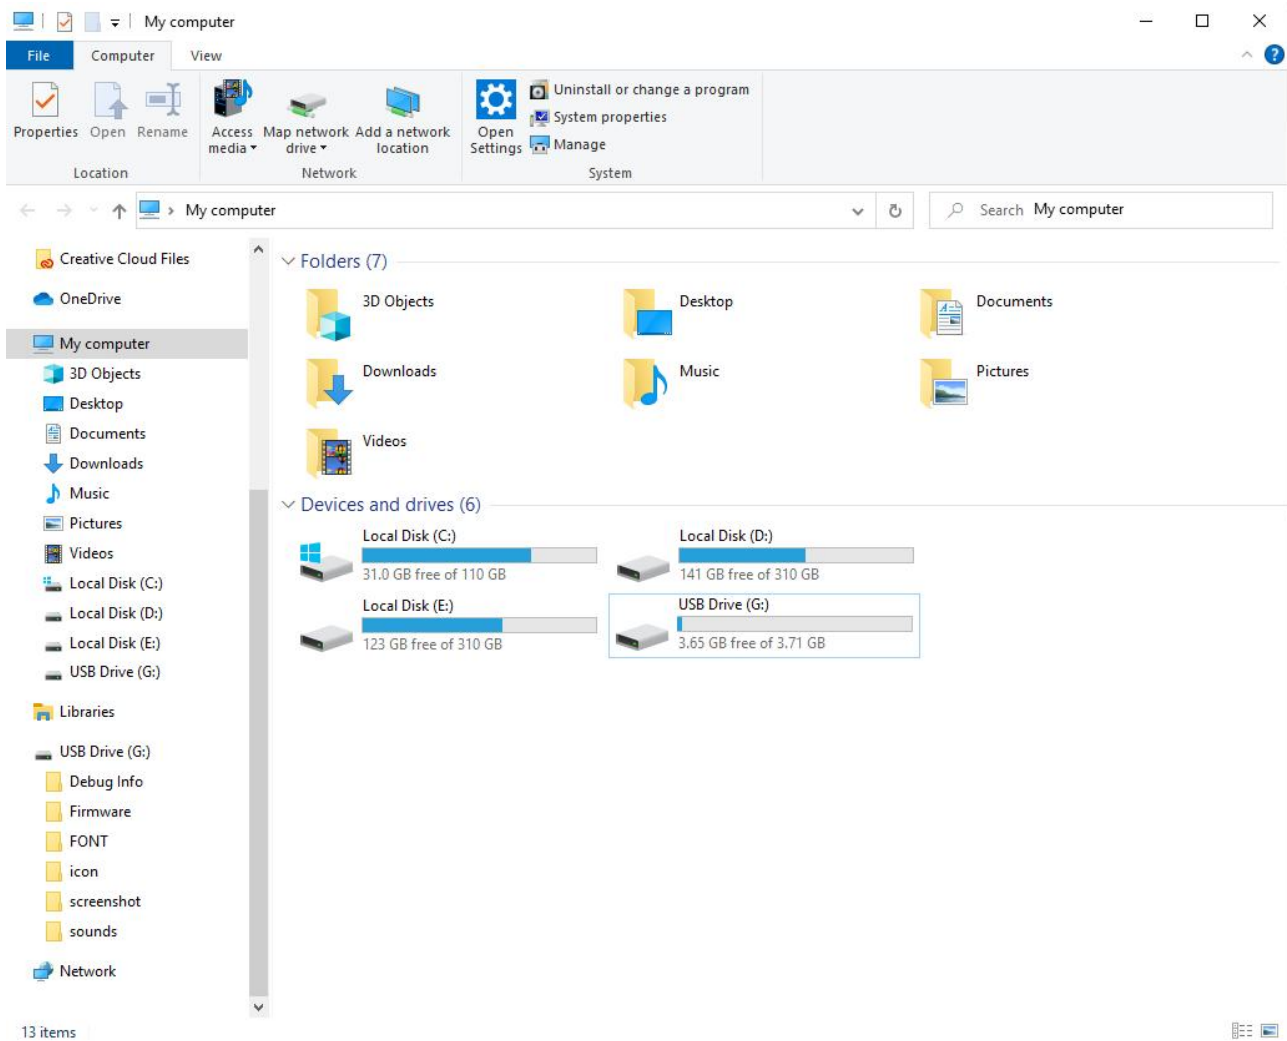 My computer
File Computer View
Properties Open Rename Access media Map network drive Add a network location Open Settings Uninstall or change a program
System properties
Manage
Location Network System
My computer
Search My computer
Creative Cloud Files
OneDrive
My computer
3D Objects
Desktop
Documents
Downloads
Music
Pictures
Videos
Local Disk (C:)
Local Disk (D:)
Local Disk (E:)
USB Drive (G:)
Libraries
USB Drive (G:)
Debug Info
Firmware
FONT
icon
screenshot
sounds
Network
Folders (7)
3D Objects
Desktop
Documents
Downloads
Music
Pictures
Videos
Devices and drives (6)
Local Disk (C:)
31.0 GB free of 110 GB
Local Disk (D:)
141 GB free of 310 GB
Local Disk (E:)
123 GB free of 310 GB
USB Drive (G:)
3.65 GB free of 3.71 GB
13 items